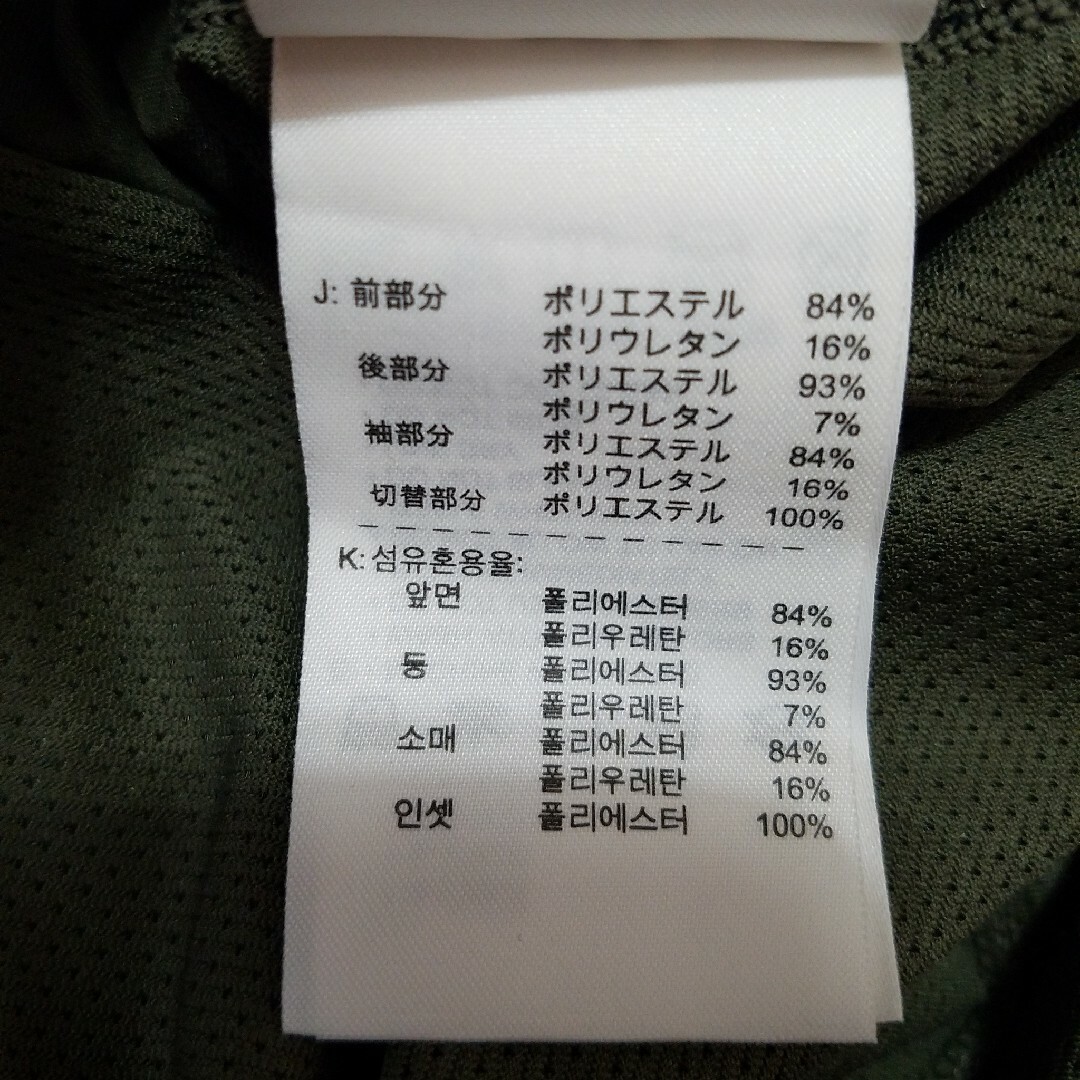 J: 前部分 ポリエステル 84%
ポリウレタン 16%
後部分 ポリエステル 93%
ポリウレタン 7%
袖部分 ポリエステル 84%
ポリウレタン 16%
切替部分 ポリエステル 100%
K: 섬유혼용율:
앞면 폴리에스터 84%
폴리우레탄 16%
등 폴리에스터 93%
폴리우레탄 7%
소매 폴리에스터 84%
폴리우레탄 16%
인셋 폴리에스터 100%